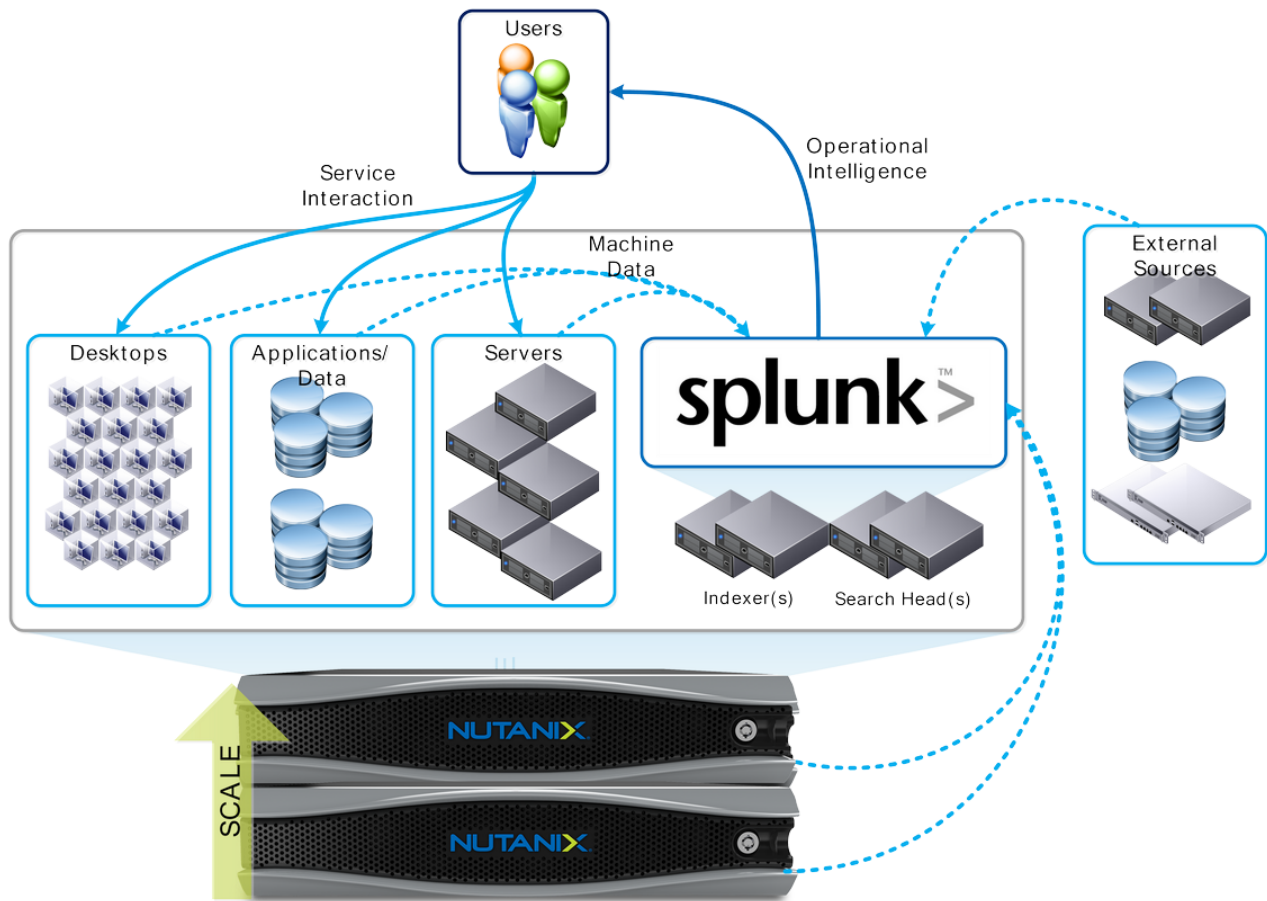 Users
Service
Interaction
Operational
Intelligence
Machine
Data
External
Sources
Desktops
Applications/
Data
Servers
splunk>™
Indexer(s)
Search Head(s)
SCALE
NUTANIX
NUTANIX